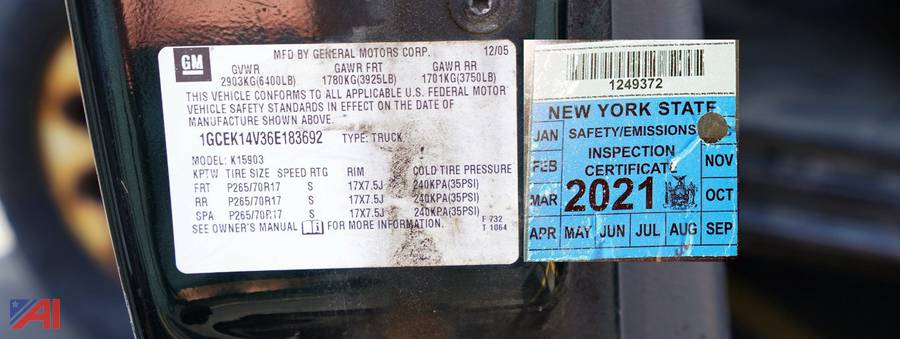 GM
MFD BY GENERAL MOTORS CORP. 12/05
GVWR GAWR FRT GAWR RR
2903KG(6400LB) 1780KG(3925LB) 1701KG(3750LB)
THIS VEHICLE CONFORMS TO ALL APPLICABLE U.S. FEDERAL MOTOR
VEHICLE SAFETY STANDARDS IN EFFECT ON THE DATE OF
MANUFACTURE SHOWN ABOVE.
1GCEK14V36E183692 TYPE: TRUCK
MODEL: K15903
KPTW TIRE SIZE SPEED RTG RIM COLD TIRE PRESSURE
FRT P265/70R17 S 17X7.5J 240KPA(35PSI)
RR P265/70R17 S 17X7.5J 240KPA(35PSI)
SPA P265/70R17 S 17X7.5J 240KPA(35PSI)
SEE OWNER'S MANUAL FOR MORE INFORMATION.
F 732
T 1064
1249372
NEW YORK STATE
JAN SAFETY/EMISSIONS
INSPECTION
FEB CERTIFICATE NOV
MAR 2021 OCT
APR MAY JUN JUL AUG SEP
AI